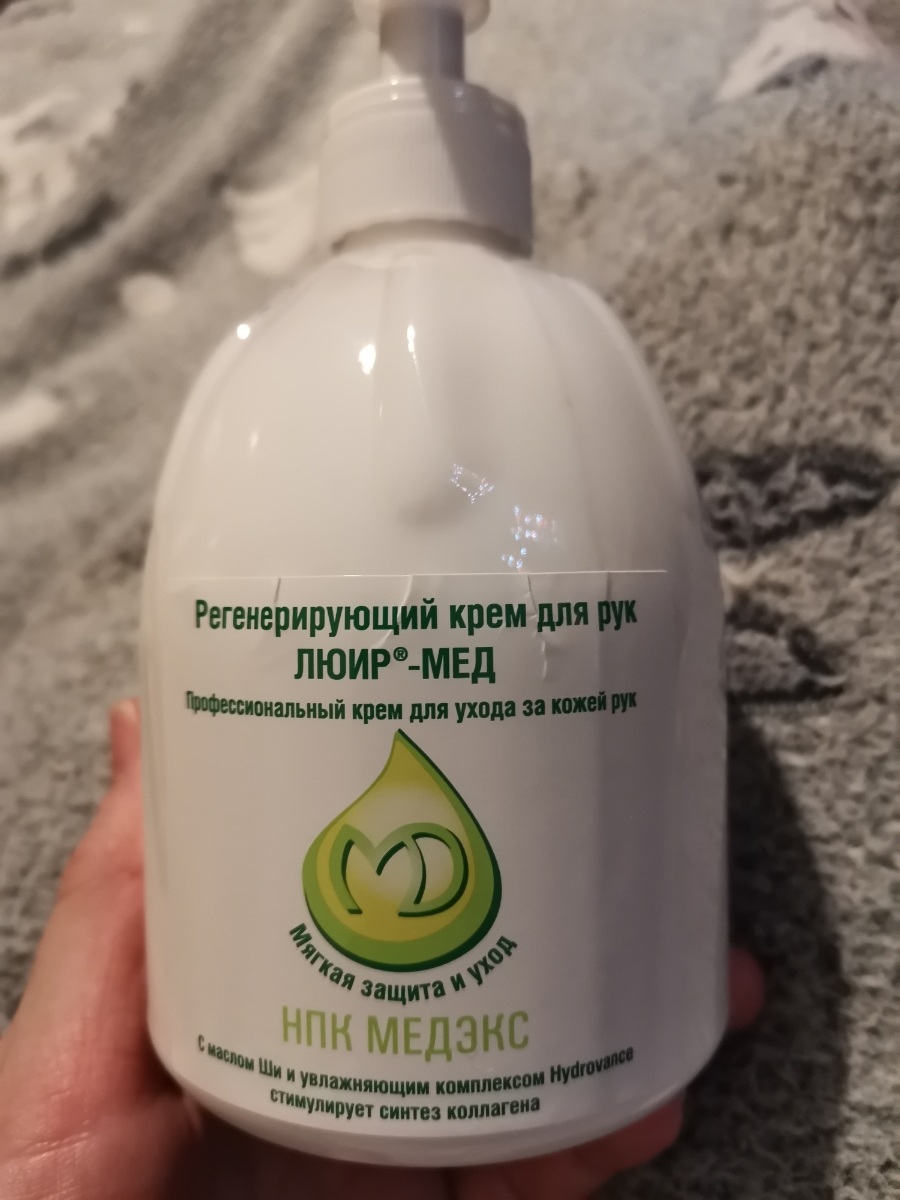 Регенерирующий крем для рук
ЛЮИР®-МЕД
Профессиональный крем для ухода за кожей рук
МD
Мягкая защита и уход
НПК МЕДЭКС
С маслом Ши и увлажняющим комплексом Hydrovance
стимулирует синтез коллагена